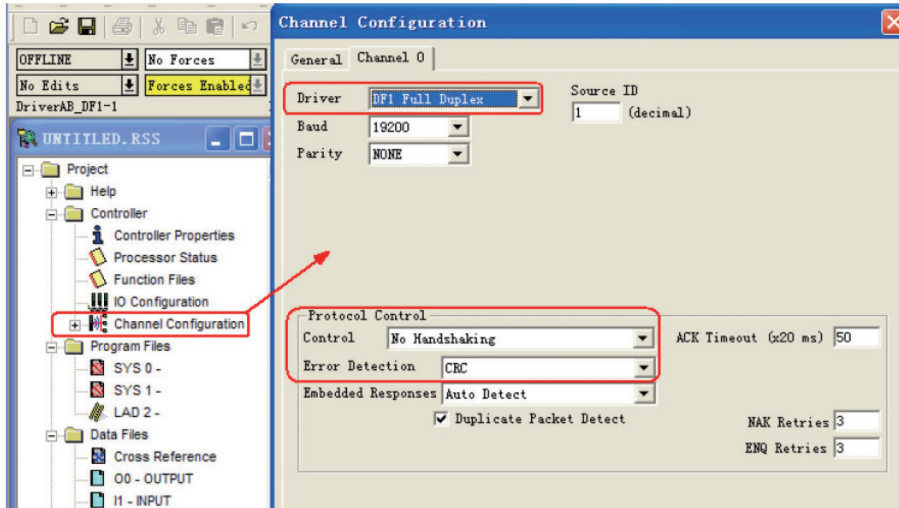 OFFLINE
No Forces
No Edits
Forces Enabled
DriverAB_DF1-1
UNTITLED.RSS
Project
Help
Controller
Controller Properties
Processor Status
Function Files
IO Configuration
Channel Configuration
Program Files
SYS 0 -
SYS 1 -
LAD 2 -
Data Files
Cross Reference
O0 - OUTPUT
I1 - INPUT
Channel Configuration
General
Channel 0
Driver
DF1 Full Duplex
Source ID
1
(decimal)
Baud
19200
Parity
NONE
Protocol Control
Control
No Handshaking
ACK Timeout (x20 ms)
50
Error Detection
CRC
Embedded Responses
Auto Detect
Duplicate Packet Detect
NAK Retries
3
ENQ Retries
3